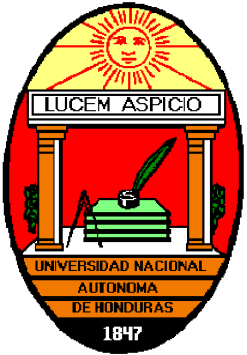 LUCEM ASPICIO
UNIVERSIDAD NACIONAL
AUTONOMA
DE HONDURAS
1847